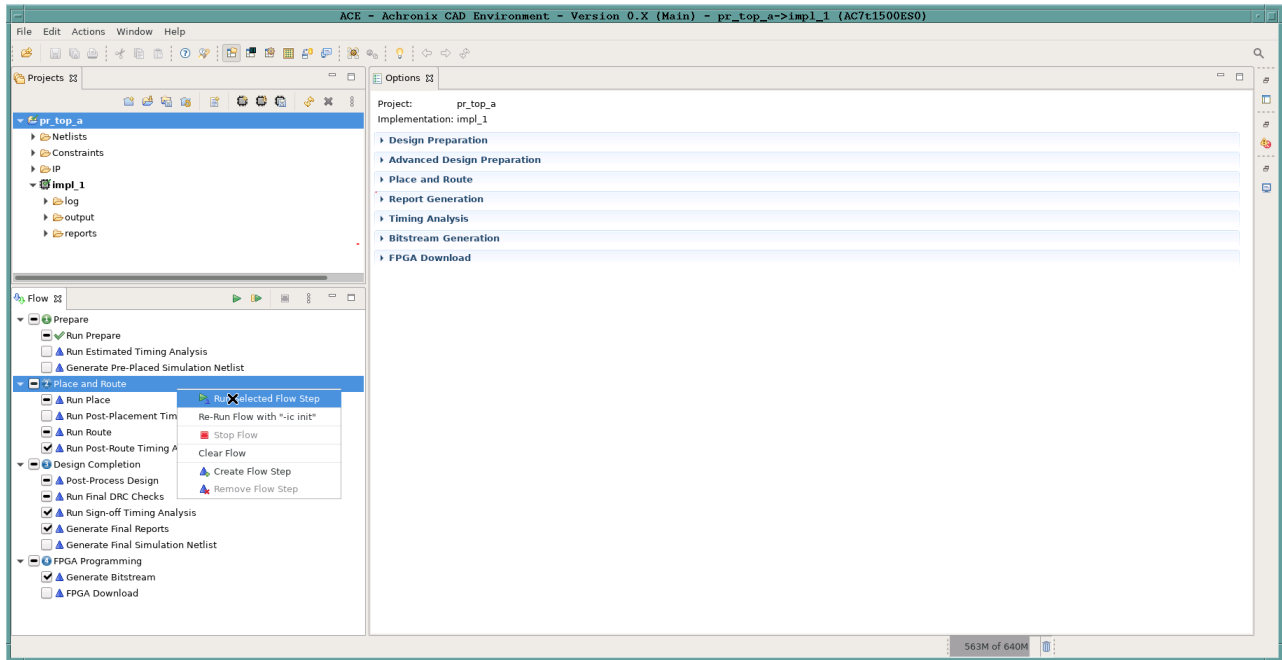 ACE - Achronix CAD Environment - Version 0.X (Main) - pr_top_a->impl_1 (AC7t1500ES0)
File Edit Actions Window Help
Projects
pr_top_a
Netlists
Constraints
IP
impl_1
log
output
reports
Options
Project: pr_top_a
Implementation: impl_1
Design Preparation
Advanced Design Preparation
Place and Route
Report Generation
Timing Analysis
Bitstream Generation
FPGA Download
Flow
Prepare
Run Prepare
Run Estimated Timing Analysis
Generate Pre-Placed Simulation Netlist
Place and Route
Run Place
Run Post-Placement Tim
Run Route
Run Post-Route Timing A
Design Completion
Post-Process Design
Run Final DRC Checks
Run Sign-off Timing Analysis
Generate Final Reports
Generate Final Simulation Netlist
FPGA Programming
Generate Bitstream
FPGA Download
Run Selected Flow Step
Re-Run Flow with "-ic init"
Stop Flow
Clear Flow
Create Flow Step
Remove Flow Step
563M of 640M